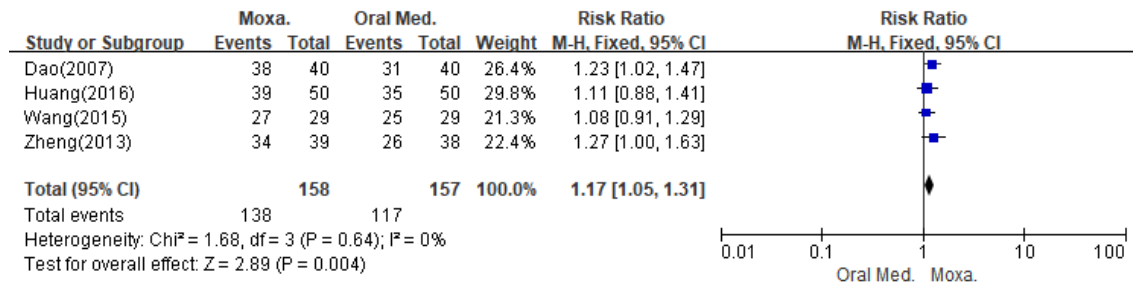 Moxa. Oral Med. Risk Ratio Risk Ratio
Study or Subgroup Events Total Events Total Weight M-H, Fixed, 95% CI M-H, Fixed, 95% CI
Dao(2007) 38 40 31 40 26.4% 1.23 [1.02, 1.47]
Huang(2016) 39 50 35 50 29.8% 1.11 [0.88, 1.41]
Wang(2015) 27 29 25 29 21.3% 1.08 [0.91, 1.29]
Zheng(2013) 34 39 26 38 22.4% 1.27 [1.00, 1.63]
Total (95% CI) 158 157 100.0% 1.17 [1.05, 1.31]
Total events 138 117
Heterogeneity: Chi² = 1.68, df = 3 (P = 0.64); I² = 0%
Test for overall effect: Z = 2.89 (P = 0.004)
0.01 0.1 1 10 100
Oral Med. Moxa.